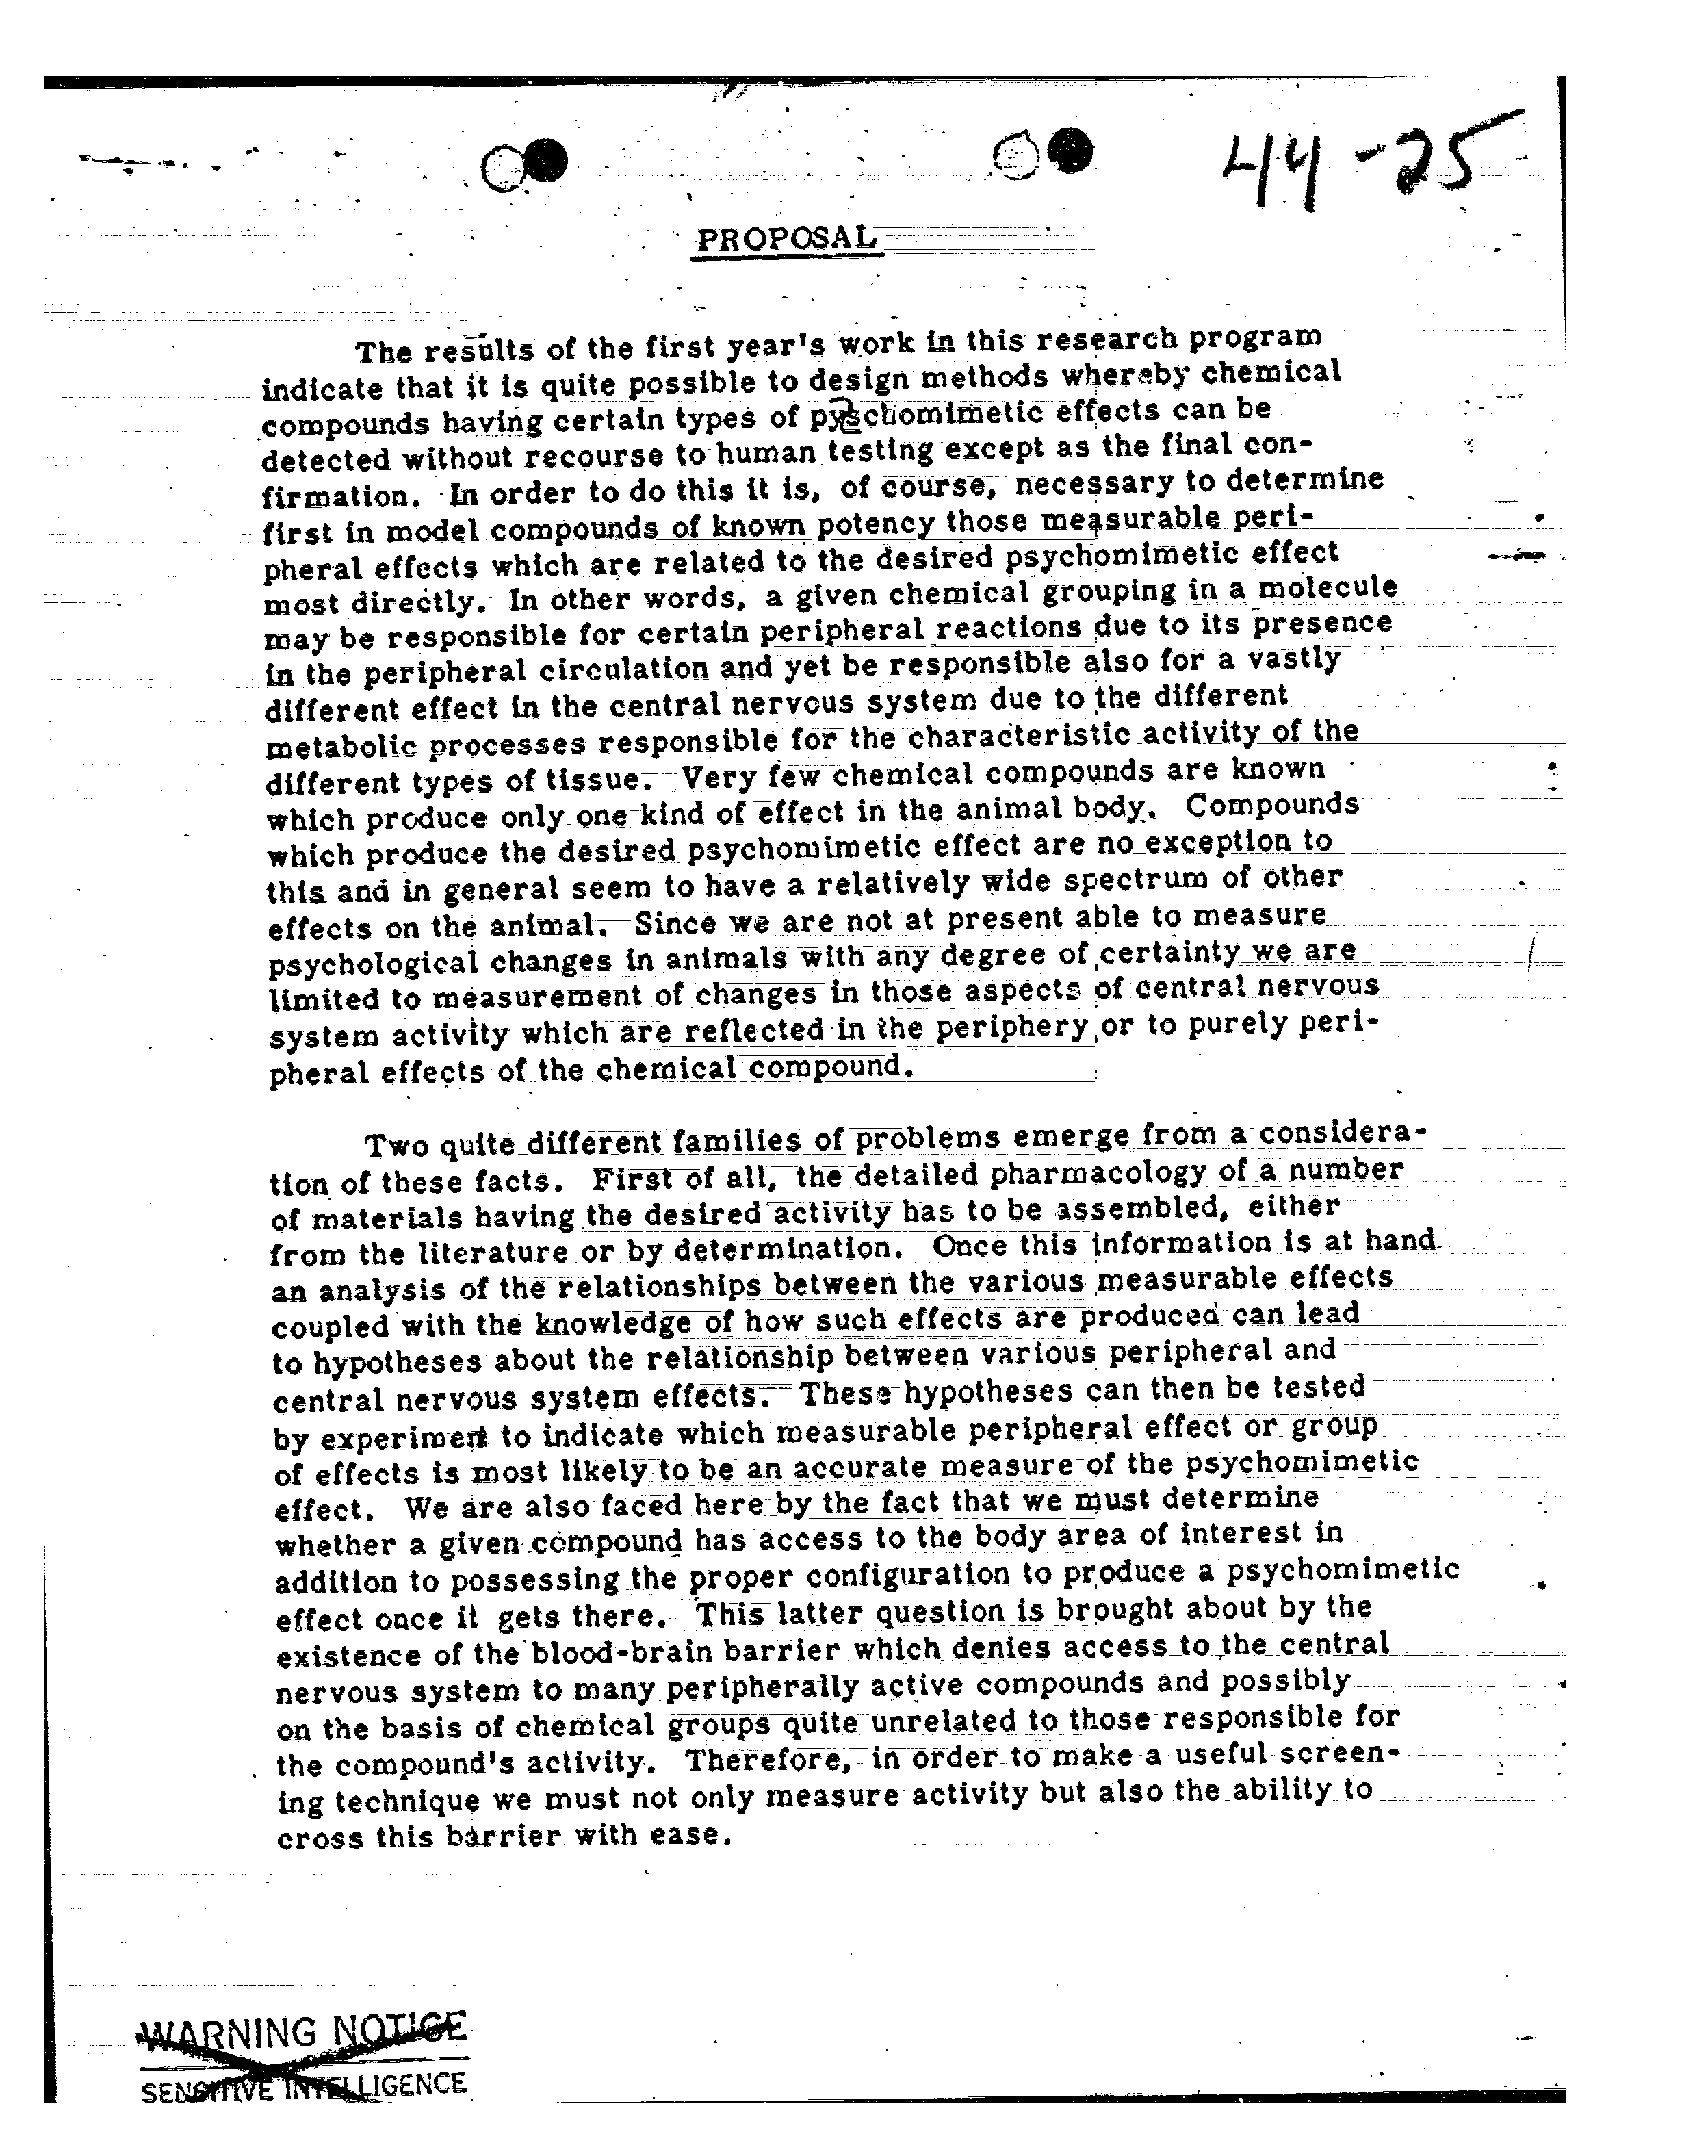 44-25
PROPOSAL
The results of the first year's work in this research program
indicate that it is quite possible to design methods whereby chemical
compounds having certain types of pyschomimetic effects can be
detected without recourse to human testing except as the final con-
firmation. In order to do this it is, of course, necessary to determine
first in model compounds of known potency those measurable peri-
pheral effects which are related to the desired psychomimetic effect
most directly. In other words, a given chemical grouping in a molecule
may be responsible for certain peripheral reactions due to its presence
in the peripheral circulation and yet be responsible also for a vastly
different effect in the central nervous system due to the different
metabolic processes responsible for the characteristic activity of the
different types of tissue. Very few chemical compounds are known
which produce only one kind of effect in the animal body. Compounds
which produce the desired psychomimetic effect are no exception to
this and in general seem to have a relatively wide spectrum of other
effects on the animal. Since we are not at present able to measure
psychological changes in animals with any degree of certainty we are
limited to measurement of changes in those aspects of central nervous
system activity which are reflected in the periphery or to purely peri-
pheral effects of the chemical compound.
Two quite different families of problems emerge from a considera-
tion of these facts. First of all, the detailed pharmacology of a number
of materials having the desired activity has to be assembled, either
from the literature or by determination. Once this information is at hand
an analysis of the relationships between the various measurable effects
coupled with the knowledge of how such effects are produced can lead
to hypotheses about the relationship between various peripheral and
central nervous system effects. These hypotheses can then be tested
by experiment to indicate which measurable peripheral effect or group
of effects is most likely to be an accurate measure of the psychomimetic
effect. We are also faced here by the fact that we must determine
whether a given compound has access to the body area of interest in
addition to possessing the proper configuration to produce a psychomimetic
effect once it gets there. This latter question is brought about by the
existence of the blood-brain barrier which denies access to the central
nervous system to many peripherally active compounds and possibly
on the basis of chemical groups quite unrelated to those responsible for
the compound's activity. Therefore, in order to make a useful screen-
ing technique we must not only measure activity but also the ability to
cross this barrier with ease.
WARNING NOTICE
SENSITIVE INTELLIGENCE